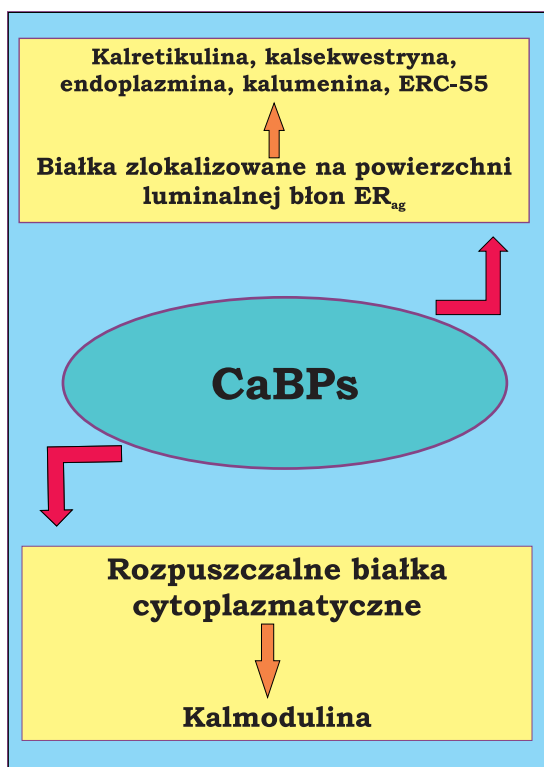 Kalretikulina, kalsekwestryna,
endoplazmina, kalumenina, ERC-55
Białka zlokalizowane na powierzchni
luminalnej błon ERag
CaBPs
Rozpuszczalne białka
cytoplazmatyczne
Kalmodulina